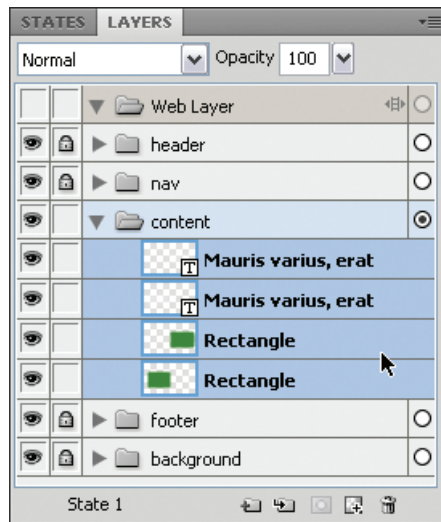 STATES LAYERS
Normal Opacity 100
Web Layer
header
nav
content
T Mauris varius, erat
T Mauris varius, erat
Rectangle
Rectangle
footer
background
State 1